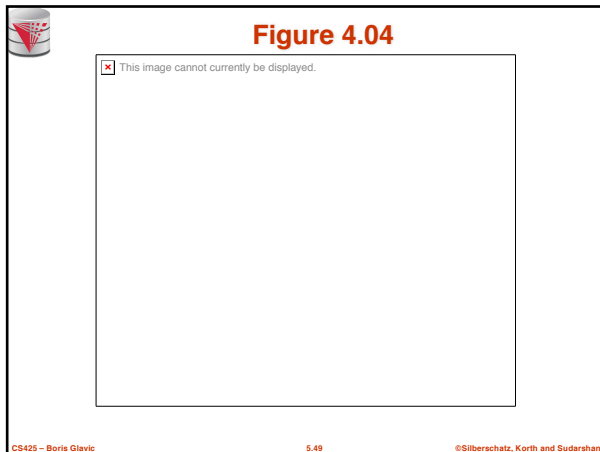 Figure 4.04
This image cannot currently be displayed.
CS425 – Boris Glavic 5.49 ©Silberschatz, Korth and Sudarshan